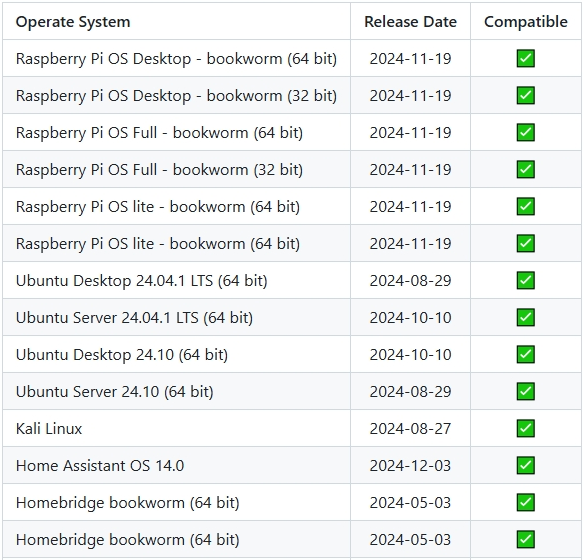 Operate System Release Date Compatible
Raspberry Pi OS Desktop - bookworm (64 bit) 2024-11-19 ✅
Raspberry Pi OS Desktop - bookworm (32 bit) 2024-11-19 ✅
Raspberry Pi OS Full - bookworm (64 bit) 2024-11-19 ✅
Raspberry Pi OS Full - bookworm (32 bit) 2024-11-19 ✅
Raspberry Pi OS lite - bookworm (64 bit) 2024-11-19 ✅
Raspberry Pi OS lite - bookworm (64 bit) 2024-11-19 ✅
Ubuntu Desktop 24.04.1 LTS (64 bit) 2024-08-29 ✅
Ubuntu Server 24.04.1 LTS (64 bit) 2024-10-10 ✅
Ubuntu Desktop 24.10 (64 bit) 2024-10-10 ✅
Ubuntu Server 24.10 (64 bit) 2024-08-29 ✅
Kali Linux 2024-08-27 ✅
Home Assistant OS 14.0 2024-12-03 ✅
Homebridge bookworm (64 bit) 2024-05-03 ✅
Homebridge bookworm (64 bit) 2024-05-03 ✅